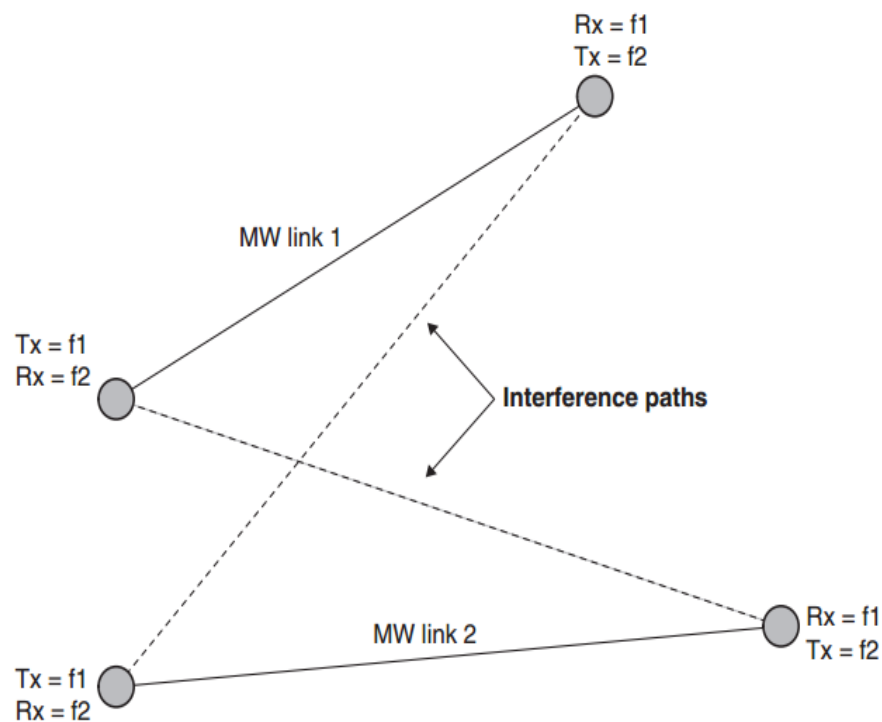 Rx = f1
Tx = f2
MW link 1
Tx = f1
Rx = f2
Interference paths
MW link 2
Rx = f1
Tx = f2
Tx = f1
Rx = f2